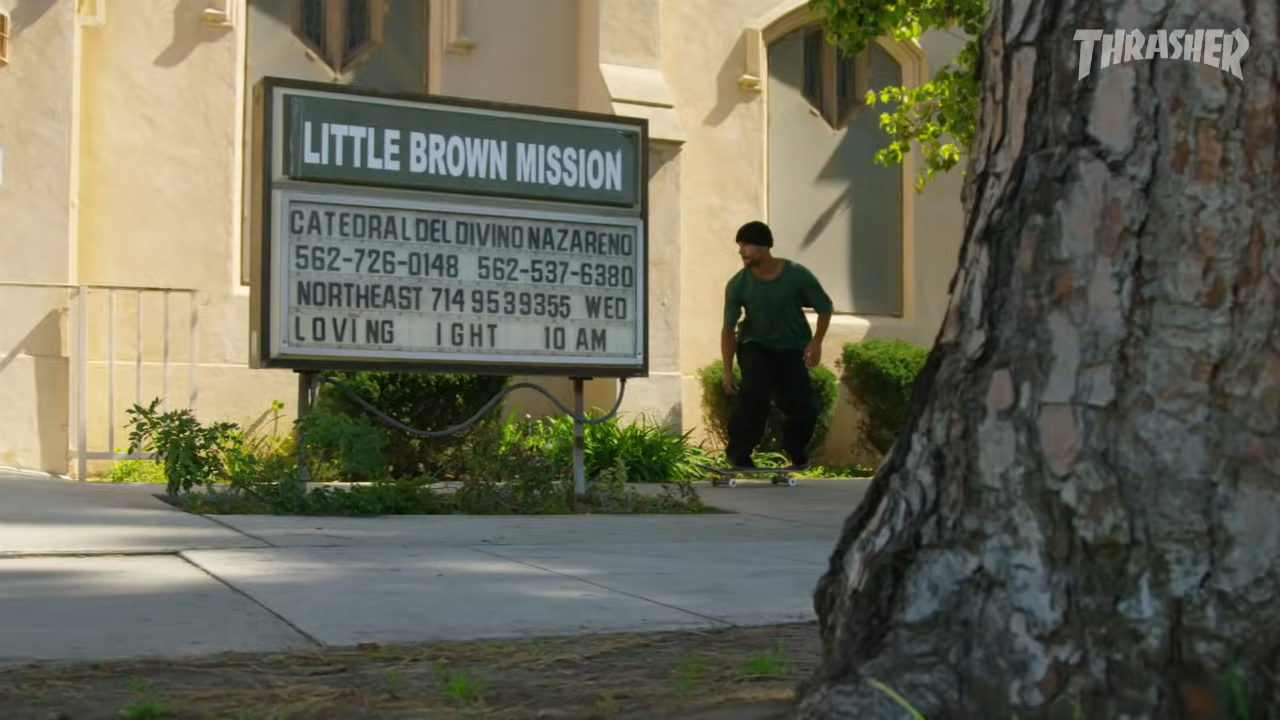 THRASHER
LITTLE BROWN MISSION
CATEDRAL DEL DIVINO NAZARENO
562-726-0148 562-537-6380
NORTHEAST 714 9539355 WED
LOVING IGHT 10 AM